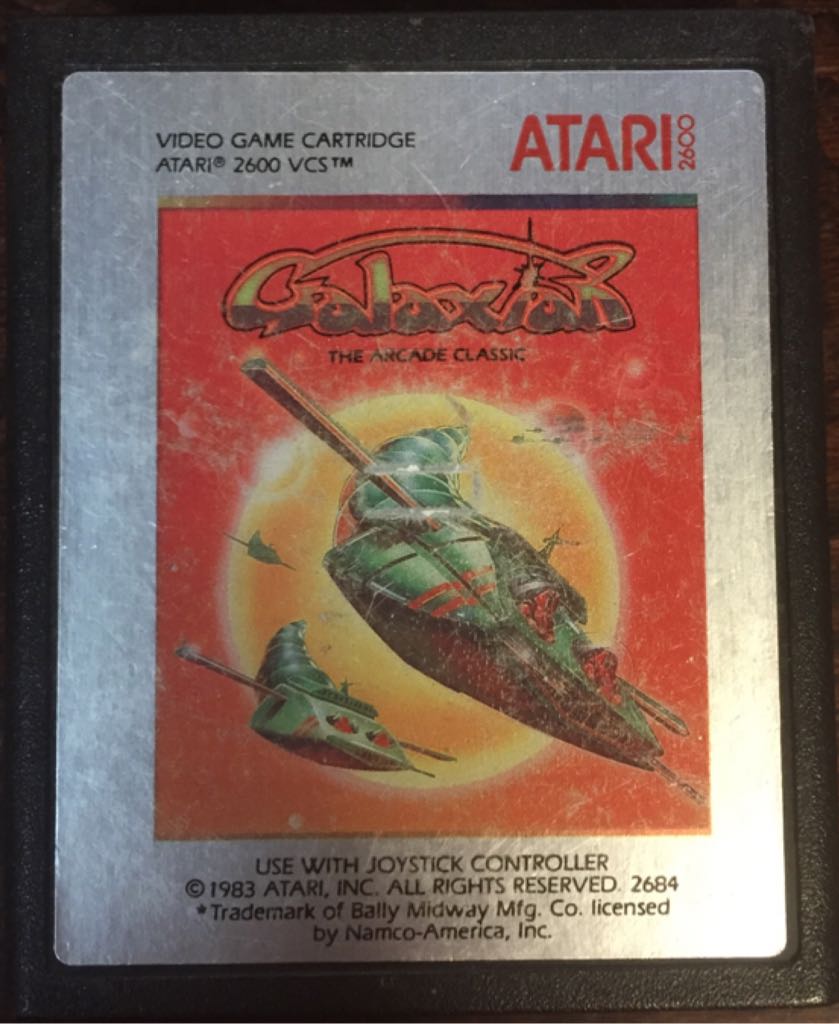 VIDEO GAME CARTRIDGE
ATARI® 2600 VCS™
ATARI 2600
Galaxian
THE ARCADE CLASSIC
USE WITH JOYSTICK CONTROLLER
© 1983 ATARI, INC. ALL RIGHTS RESERVED. 2684
*Trademark of Bally Midway Mfg. Co. licensed
by Namco-America, Inc.